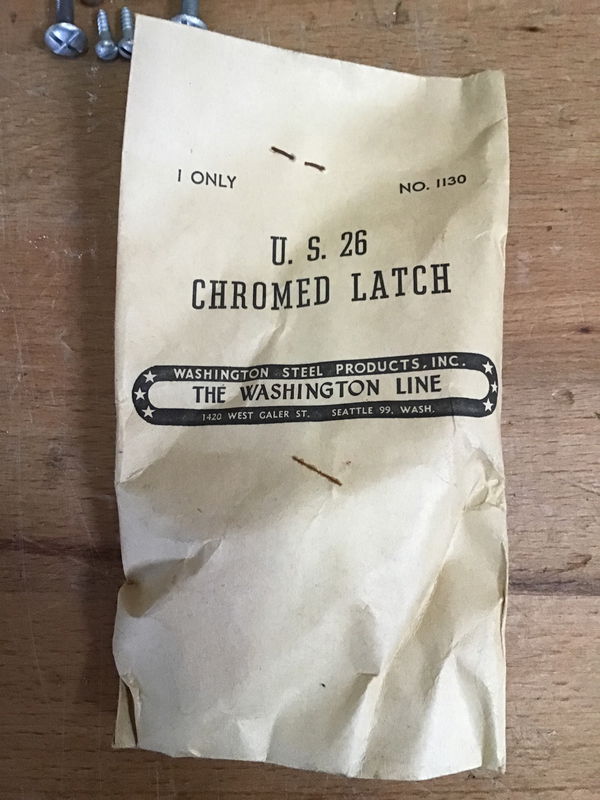 1 ONLY
NO. 1130
U. S. 26
CHROMED LATCH
WASHINGTON STEEL PRODUCTS, INC.
THE WASHINGTON LINE
1420 WEST GALER ST. SEATTLE 99, WASH.